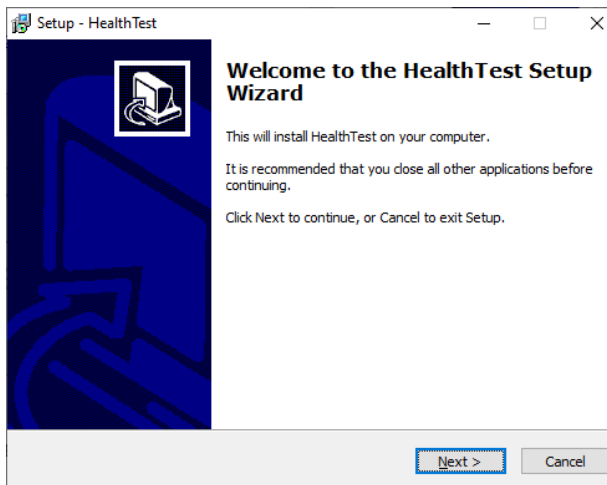 Setup - HealthTest
Welcome to the HealthTest Setup
Wizard
This will install HealthTest on your computer.
It is recommended that you close all other applications before
continuing.
Click Next to continue, or Cancel to exit Setup.
Next >
Cancel